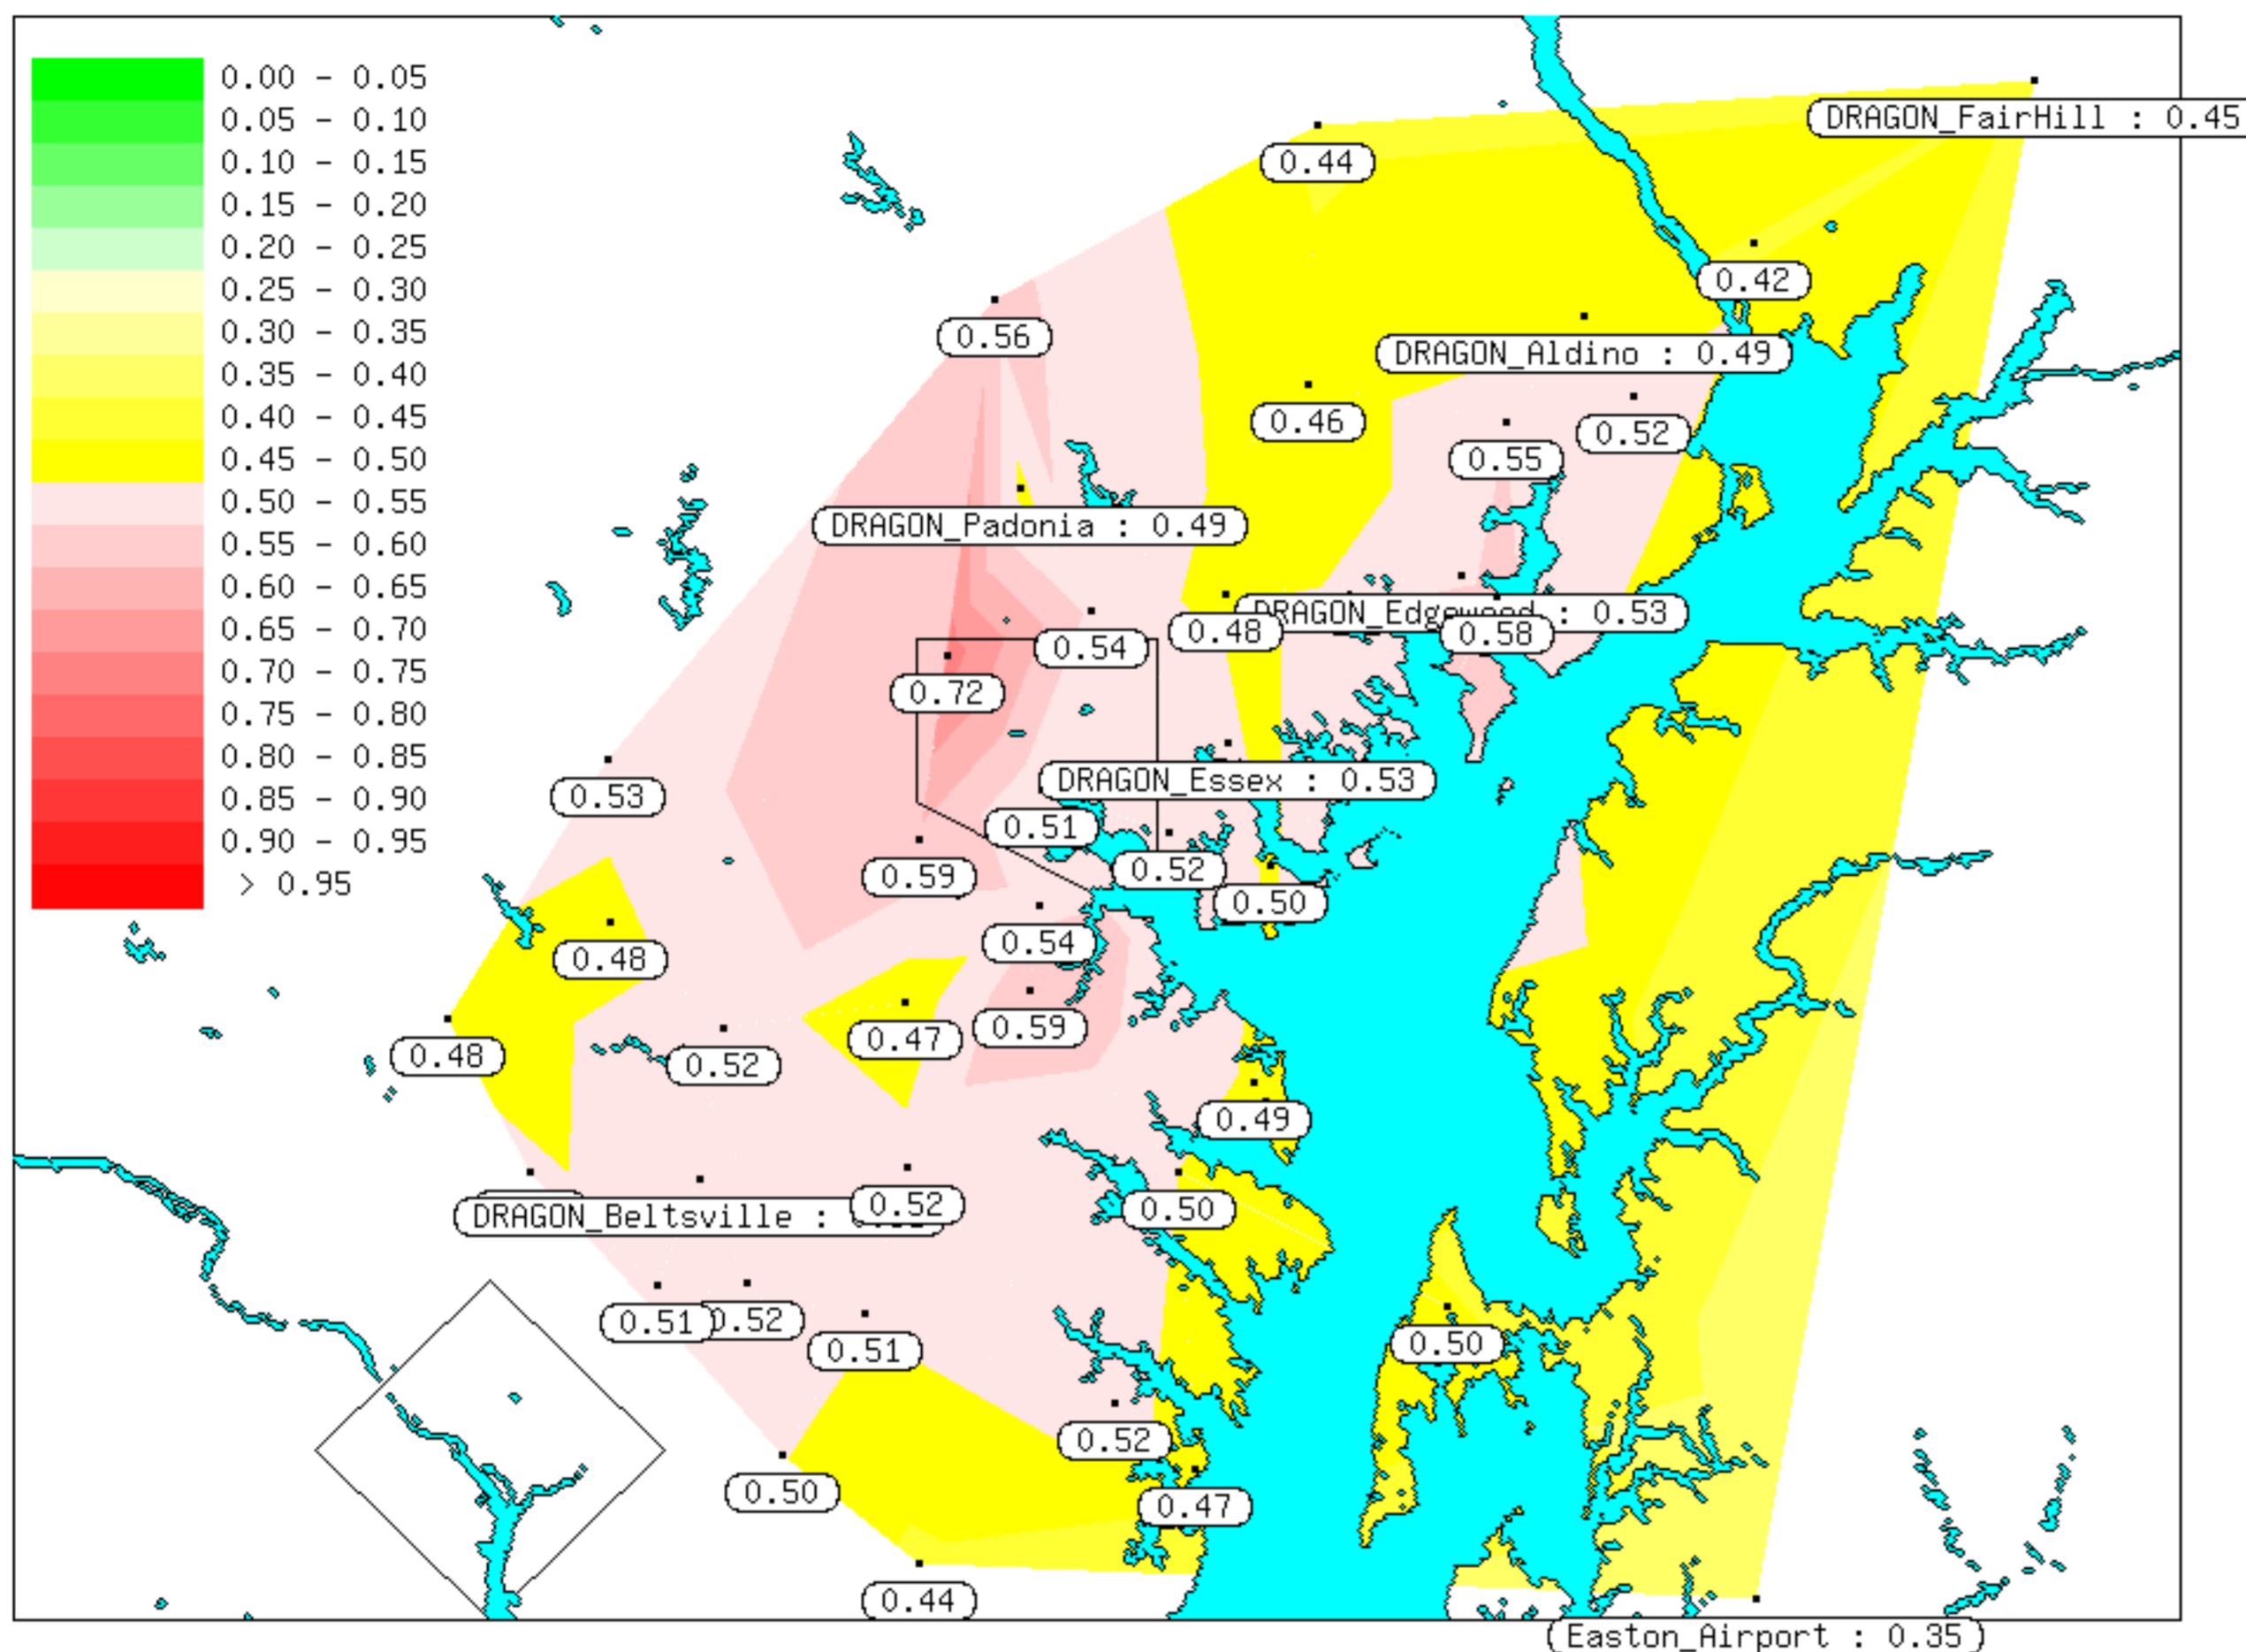 0.00 - 0.05
0.05 - 0.10
0.10 - 0.15
0.15 - 0.20
0.20 - 0.25
0.25 - 0.30
0.30 - 0.35
0.35 - 0.40
0.40 - 0.45
0.45 - 0.50
0.50 - 0.55
0.55 - 0.60
0.60 - 0.65
0.65 - 0.70
0.70 - 0.75
0.75 - 0.80
0.80 - 0.85
0.85 - 0.90
0.90 - 0.95
> 0.95
DRAGON_FairHill : 0.45
0.44
0.42
0.56
DRAGON_Aldino : 0.49
0.46
0.52
0.55
DRAGON_Padonia : 0.49
DRAGON_Edgewood : 0.53
0.48
0.58
0.54
0.72
DRAGON_Essex : 0.53
0.53
0.51
0.52
0.59
0.50
0.54
0.48
0.59
0.47
0.48
0.52
0.49
0.52
0.50
DRAGON_Beltsville :
0.51
0.52
0.51
0.50
0.52
0.50
0.47
0.44
Easton_Airport : 0.35